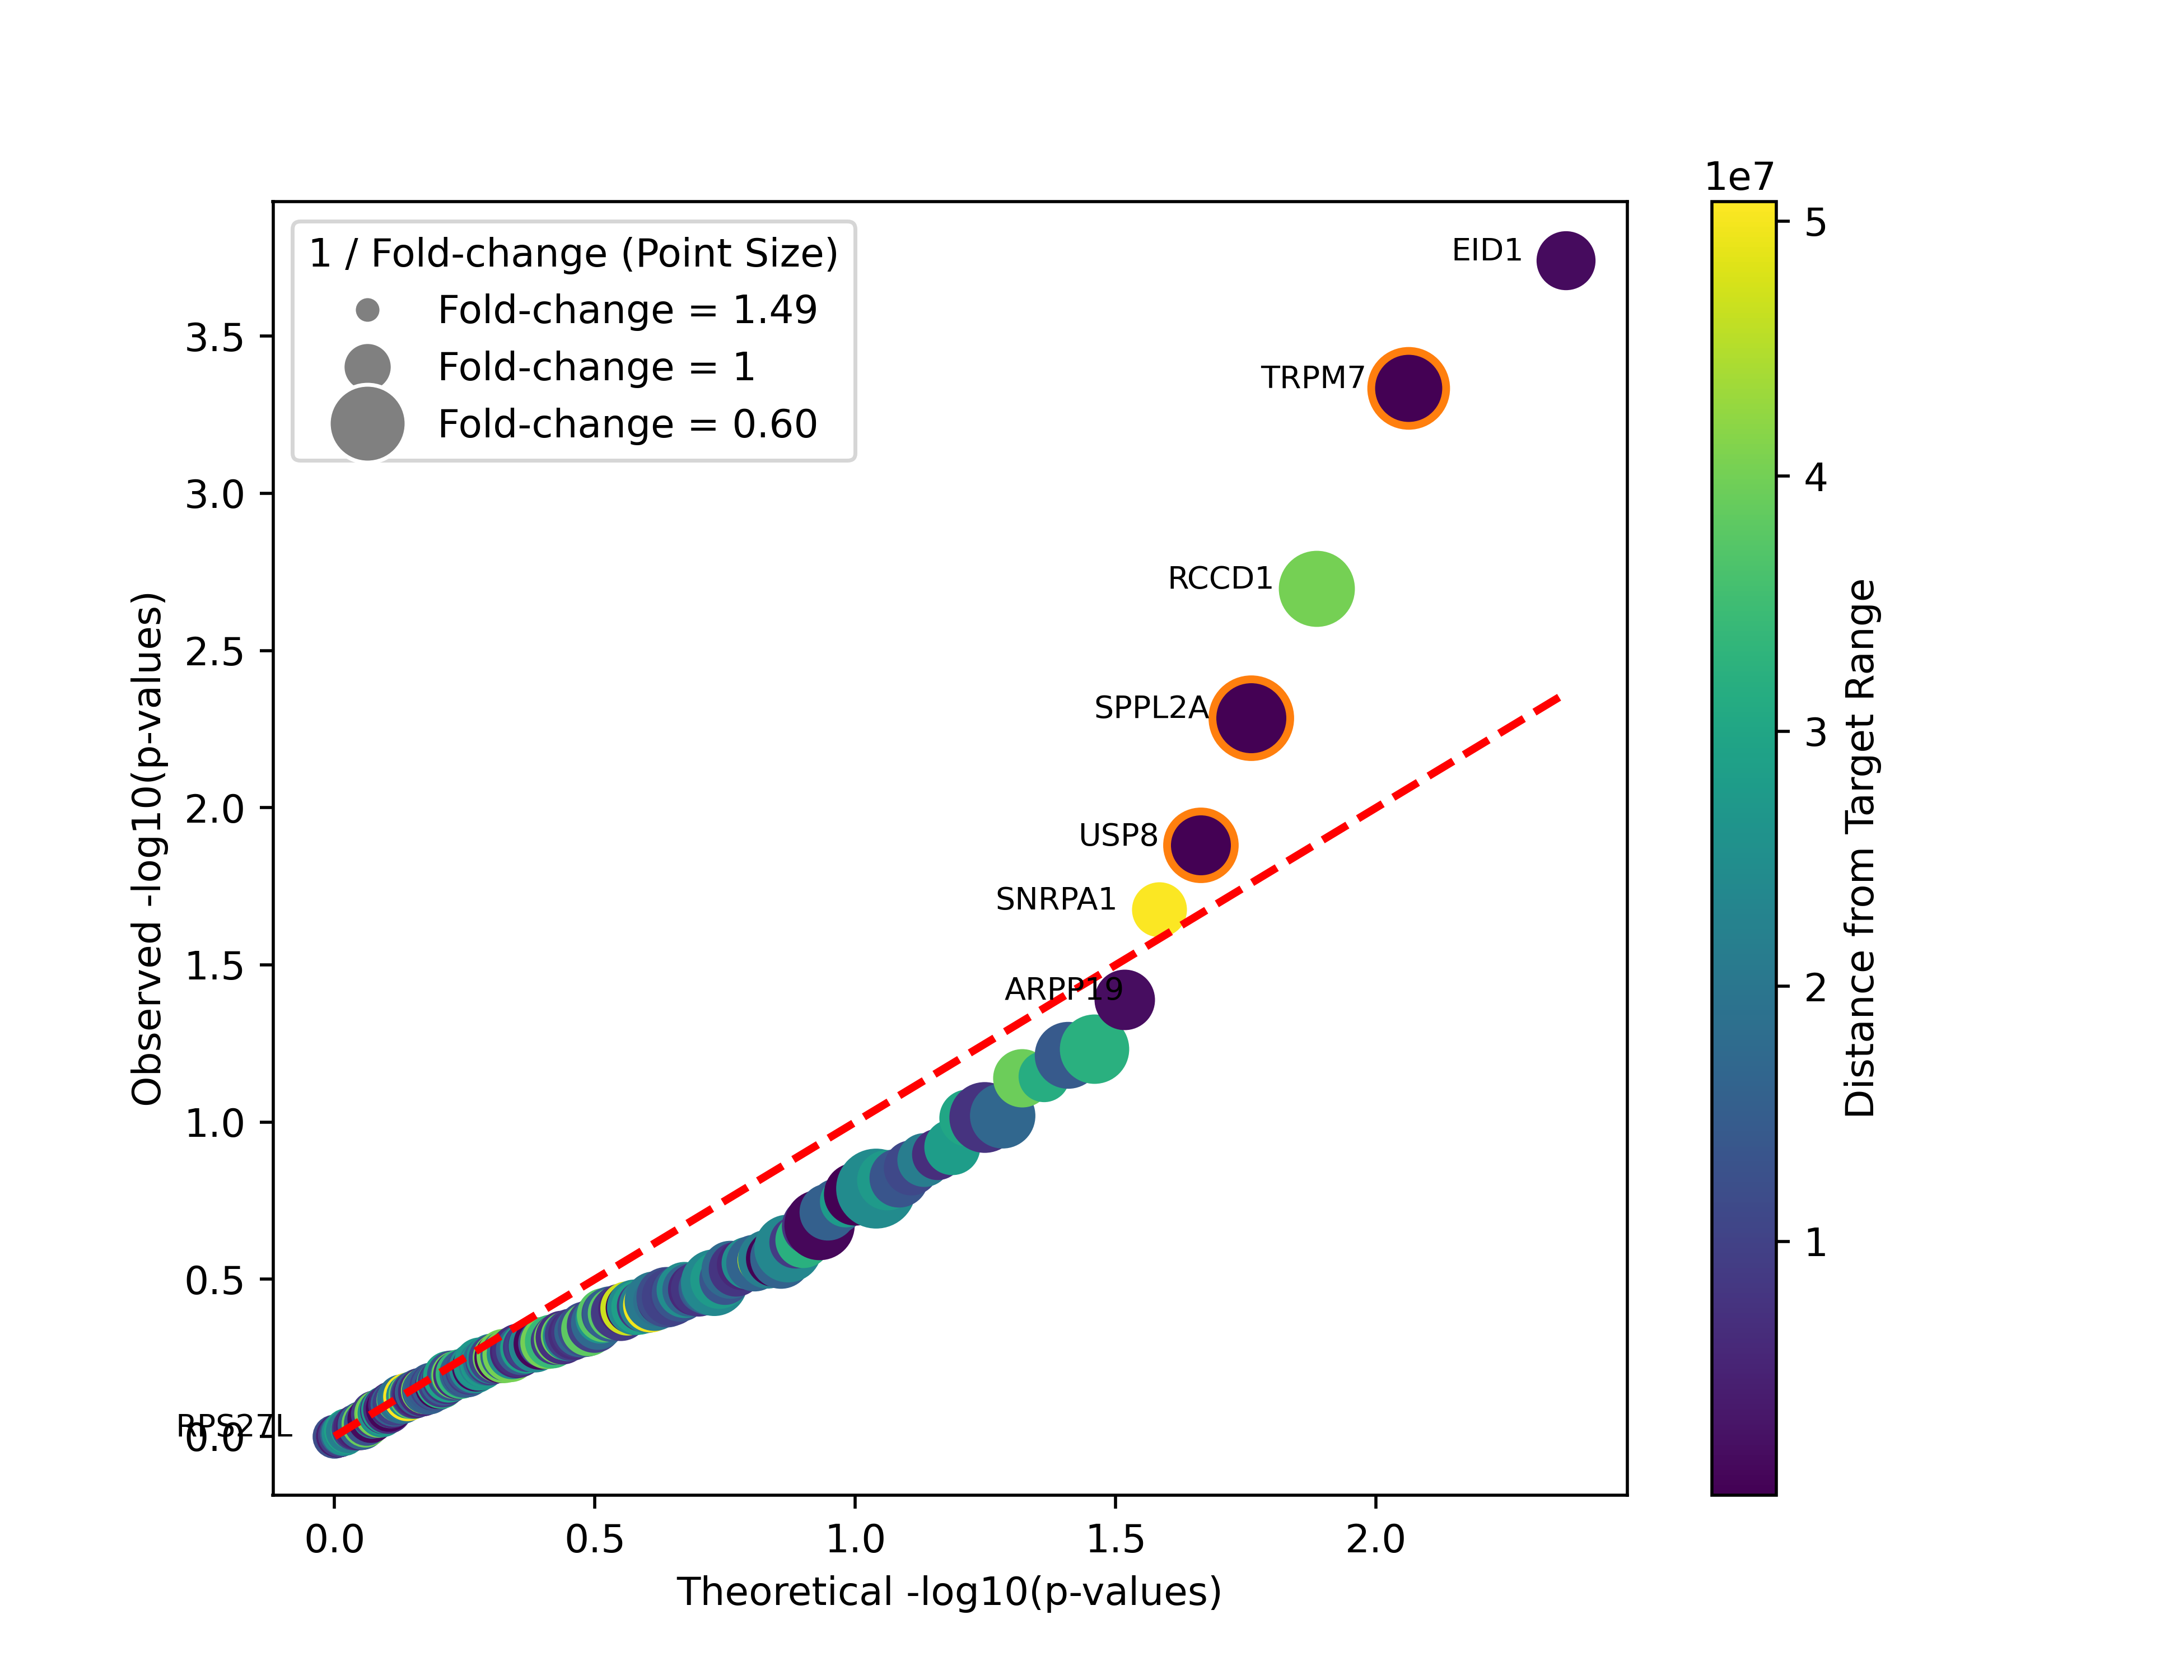 1e7
1 / Fold-change (Point Size)
Fold-change = 1.49
Fold-change = 1
Fold-change = 0.60
EID1
TRPM7
RCCD1
SPPL2A
USP8
SNRPA1
ARPP19
RPS27L
3.5
3.0
2.5
2.0
1.5
1.0
0.5
0.0
Observed -log10(p-values)
0.0 0.5 1.0 1.5 2.0
Theoretical -log10(p-values)
5
4
3
2
1
Distance from Target Range